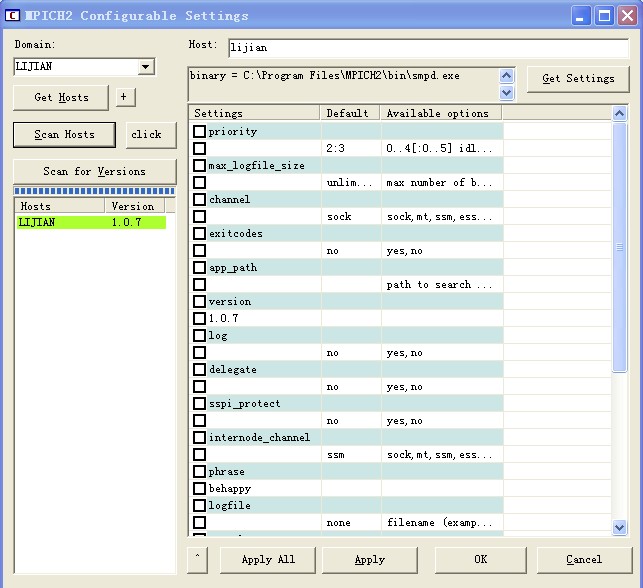 MPICH2 Configurable Settings
Domain:
LIJIAN
Get Hosts
+
Scan Hosts
click
Scan for Versions
Hosts Version
LIJIAN 1.0.7
Host: lijian
binary = C:\Program Files\MPICH2\bin\smpd.exe
Get Settings
Settings Default Available options
priority
2:3 0..4[:0..5] idl...
max_logfile_size
unlim... max number of b...
channel
sock sock,mt,ssm,ess...
exitcodes
no yes,no
app_path
path to search ...
version
1.0.7
log
no yes,no
delegate
no yes,no
sspi_protect
no yes,no
internode_channel
ssm sock,mt,ssm,ess...
phrase
behappy
logfile
none filename (examp...
^
Apply All
Apply
OK
Cancel